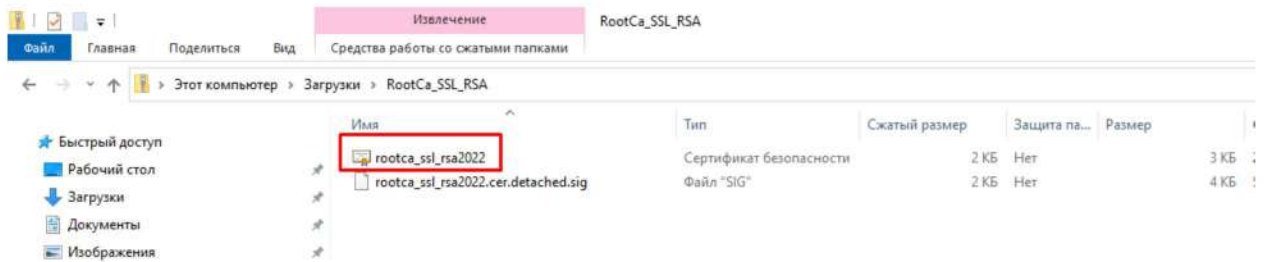 Извлечение RootCa_SSL_RSA
Файл Главная Поделиться Вид Средства работы со сжатыми папками
Этот компьютер > Загрузки > RootCa_SSL_RSA
Имя Тип Сжатый размер Защита па... Размер
Быстрый доступ
rootca_ssl_rsa2022 Сертификат безопасности 2 КБ Нет 3 КБ
Рабочий стол
rootca_ssl_rsa2022.cer.detached.sig Файл "SIG" 2 КБ Нет 4 КБ
Загрузки
Документы
Изображения